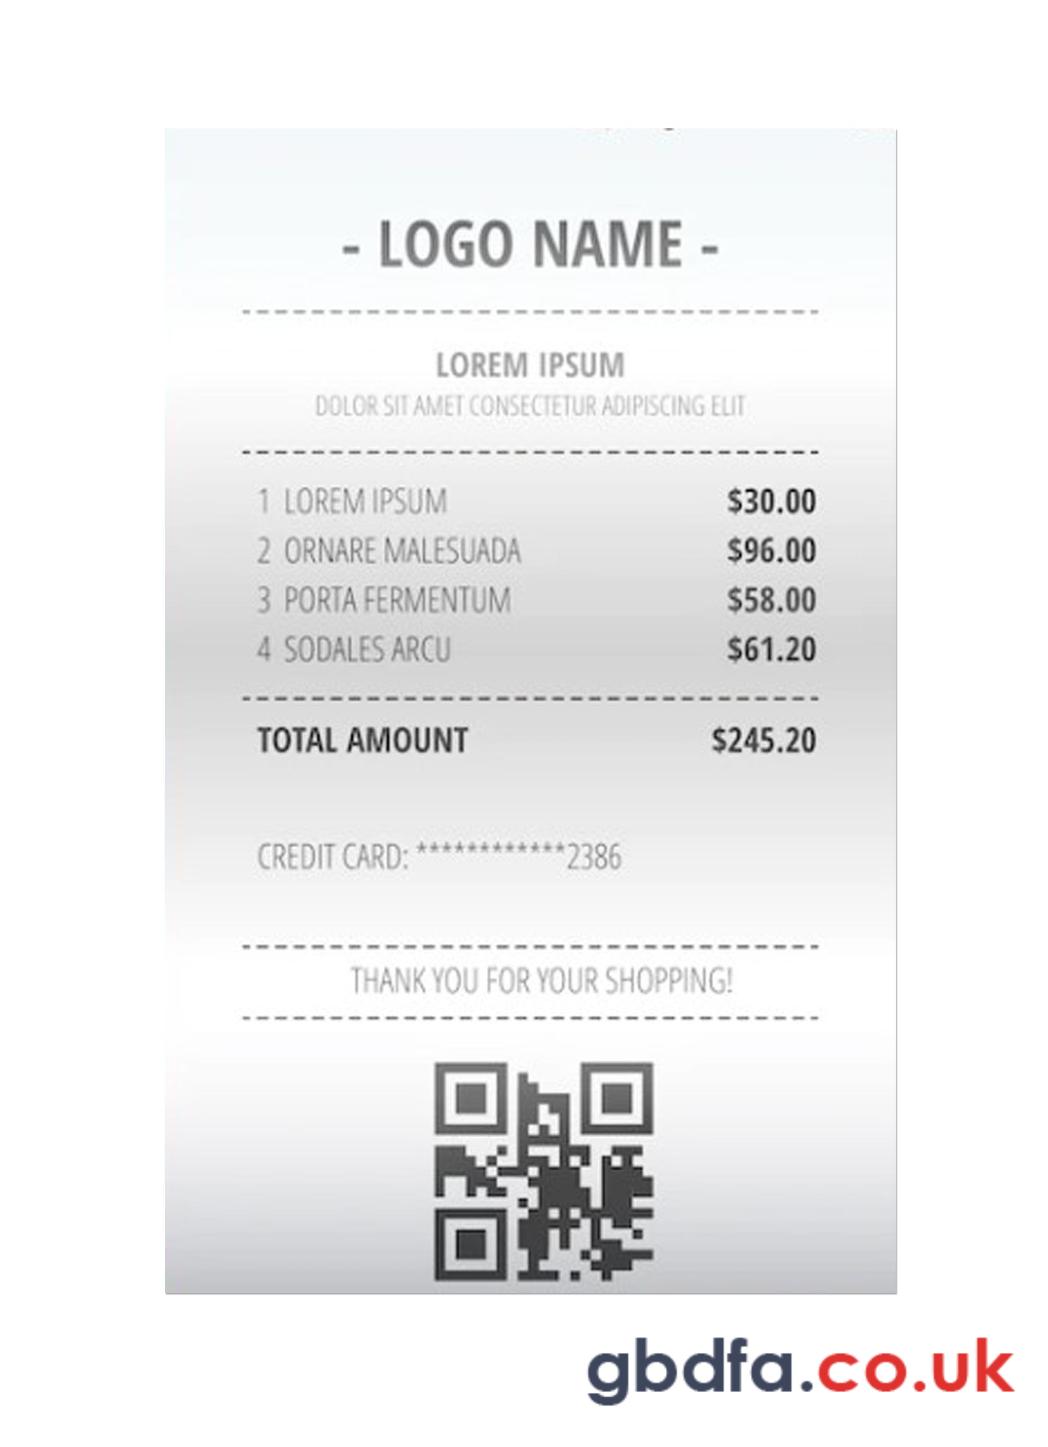 - LOGO NAME -
LOREM IPSUM
DOLOR SIT AMET CONSECTETUR ADIPISCING ELIT
1 LOREM IPSUM $30.00
2 ORNARE MALESUADA $96.00
3 PORTA FERMENTUM $58.00
4 SODALES ARCU $61.20
TOTAL AMOUNT $245.20
CREDIT CARD: ************2386
THANK YOU FOR YOUR SHOPPING!
gbdfa.co.uk